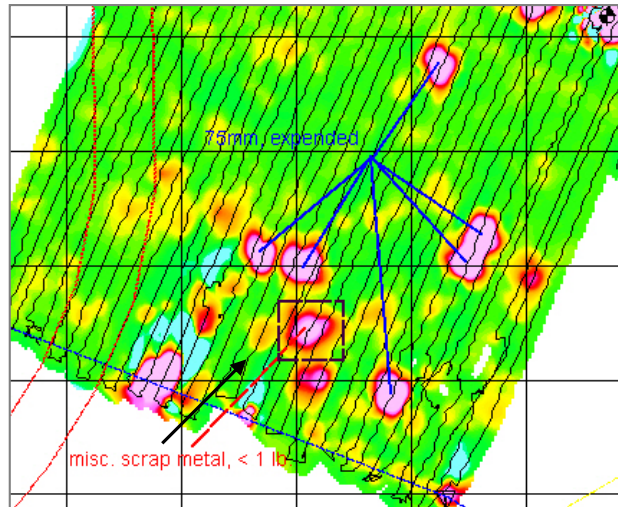 75mm, expended
misc. scrap metal, < 1 lb.